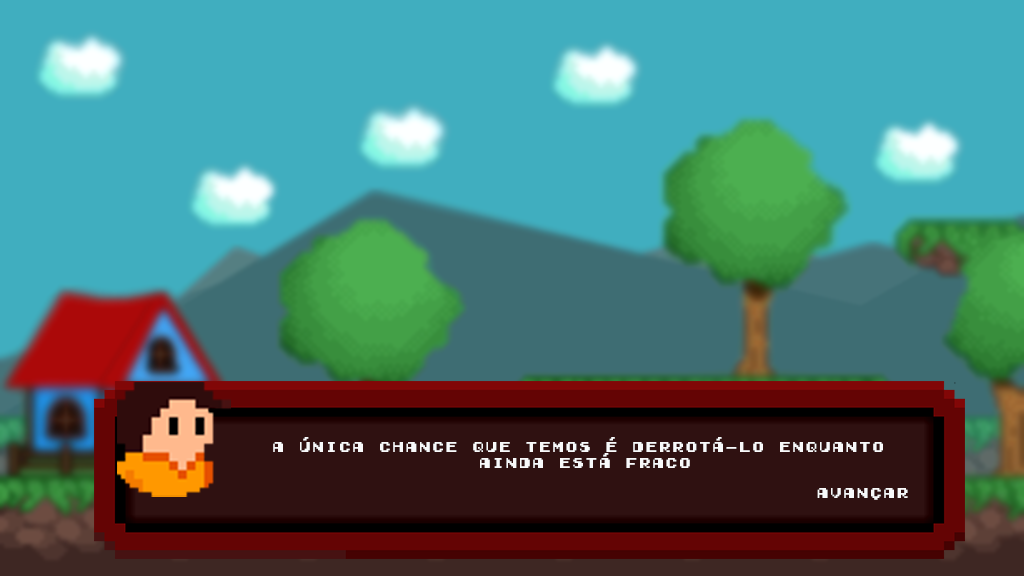 A ÚNICA CHANCE QUE TEMOS É DERROTÁ-LO ENQUANTO
AINDA ESTÁ FRACO
AVANÇAR